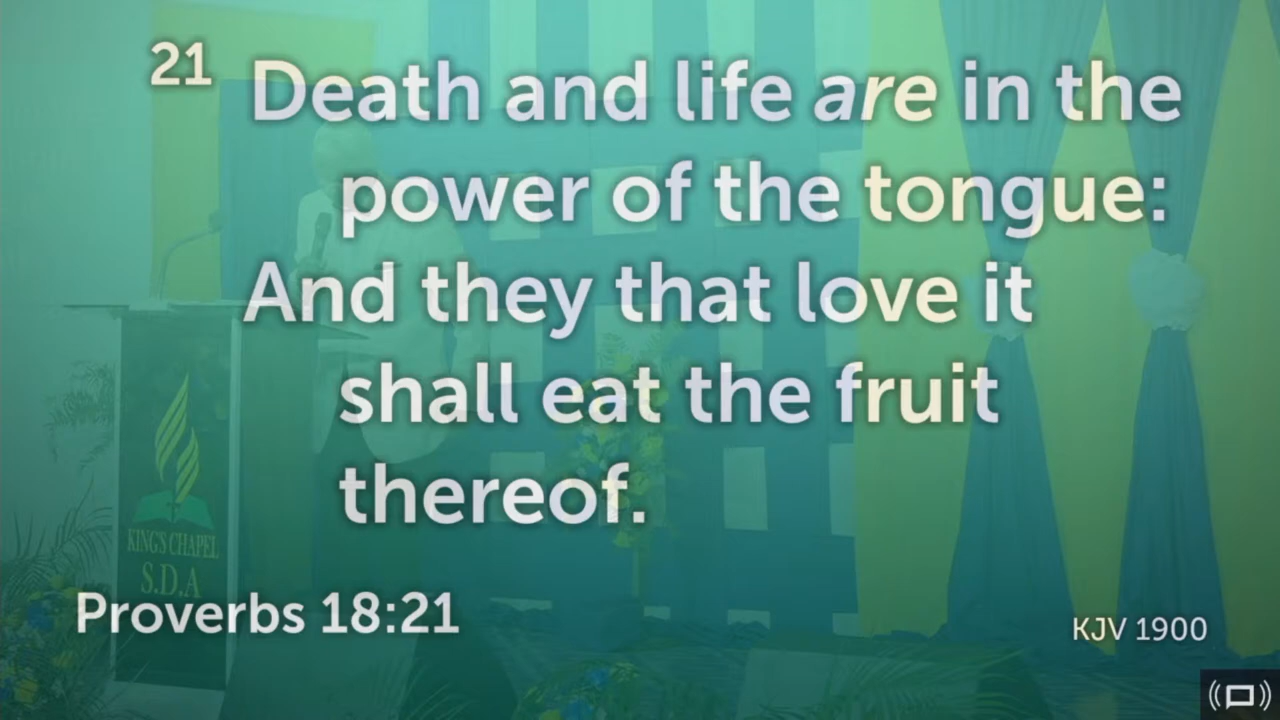 21 Death and life are in the
power of the tongue:
And they that love it
shall eat the fruit
thereof.
KING'S CHAPEL
S.D.A
Proverbs 18:21
KJV 1900